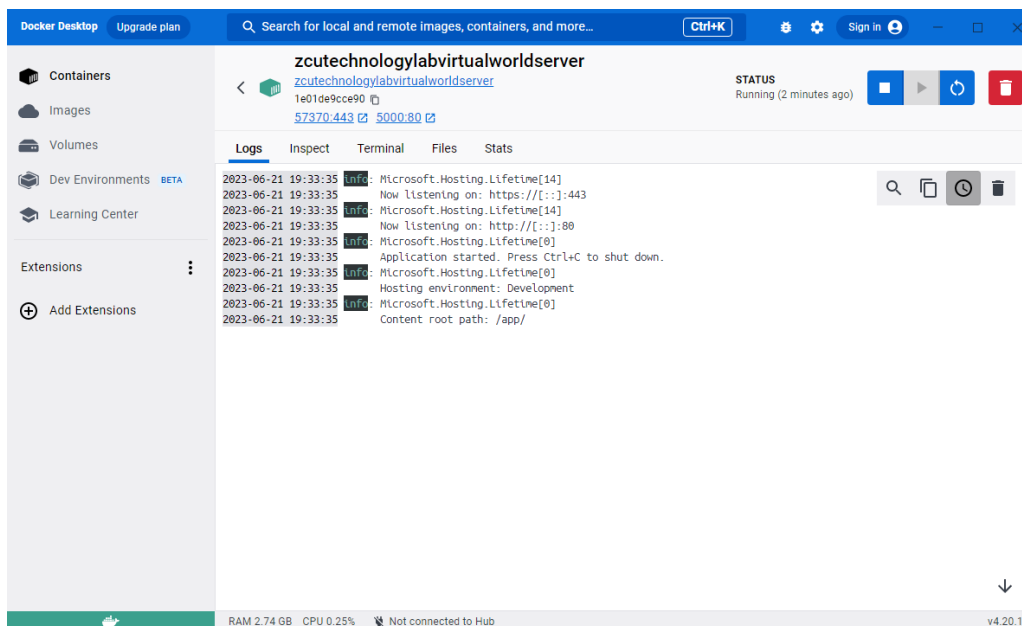 Docker Desktop Upgrade plan Search for local and remote images, containers, and more... Ctrl+K Sign in
Containers
Images
Volumes
Dev Environments BETA
Learning Center
Extensions
Add Extensions
zcutechnologylabvirtualworldserver
zcutechnologylabvirtualworldserver
1e01de9cce90
57370:443 5000:80
STATUS
Running (2 minutes ago)
Logs Inspect Terminal Files Stats
2023-06-21 19:33:35 info: Microsoft.Hosting.Lifetime[14]
2023-06-21 19:33:35 Now listening on: https://[::]:443
2023-06-21 19:33:35 info: Microsoft.Hosting.Lifetime[14]
2023-06-21 19:33:35 Now listening on: http://[::]:80
2023-06-21 19:33:35 info: Microsoft.Hosting.Lifetime[0]
2023-06-21 19:33:35 Application started. Press Ctrl+C to shut down.
2023-06-21 19:33:35 info: Microsoft.Hosting.Lifetime[0]
2023-06-21 19:33:35 Hosting environment: Development
2023-06-21 19:33:35 info: Microsoft.Hosting.Lifetime[0]
2023-06-21 19:33:35 Content root path: /app/
RAM 2.74 GB CPU 0.25% Not connected to Hub v4.20.1